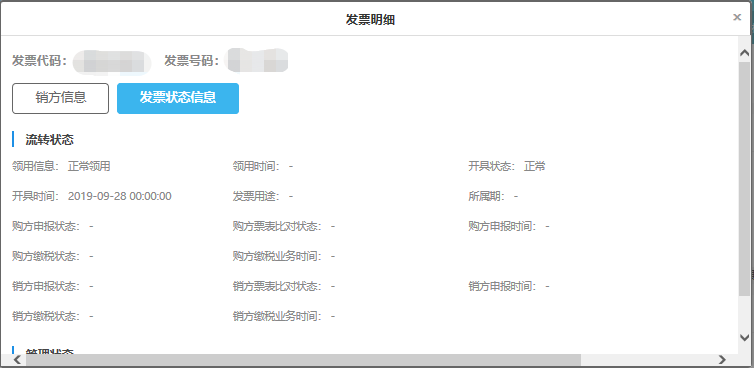 发票明细
发票代码： 发票号码：
销方信息 发票状态信息
流转状态
领用信息： 正常领用 领用时间： - 开具状态： 正常
开具时间： 2019-09-28 00:00:00 发票用途： - 所属期： -
购方申报状态： - 购方票表比对状态： - 购方申报时间： -
购方缴税状态： - 购方缴税业务时间： -
销方申报状态： - 销方票表比对状态： - 销方申报时间： -
销方缴税状态： - 销方缴税业务时间： -
管理状态